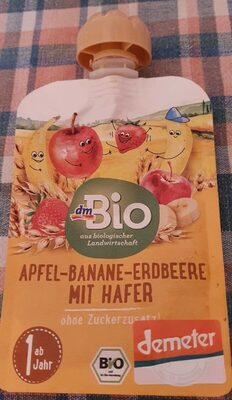 dm Bio
aus biologischer
Landwirtschaft
APFEL-BANANE-ERDBEERE
MIT HAFER
ohne Zuckerzusatz
1 ab
Jahr
BIO
demeter